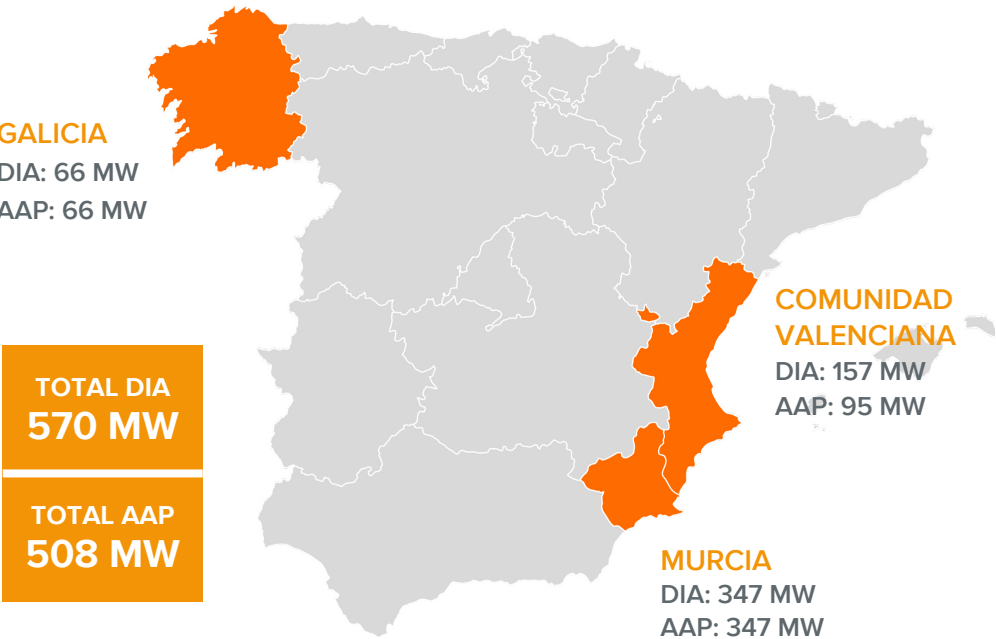 GALICIA
DIA: 66 MW
AAP: 66 MW
COMUNIDAD
VALENCIANA
DIA: 157 MW
AAP: 95 MW
TOTAL DIA
570 MW
TOTAL AAP
508 MW
MURCIA
DIA: 347 MW
AAP: 347 MW